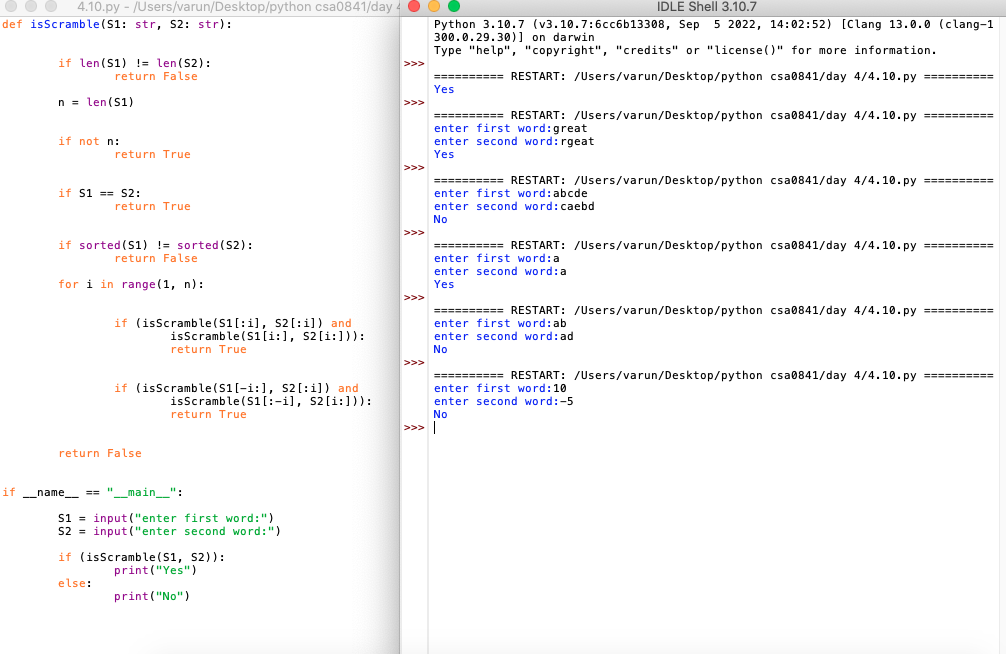 4.10.py - /Users/varun/Desktop/python csa0841/day 4
def isScramble(S1: str, S2: str):
if len(S1) != len(S2):
return False
n = len(S1)
if not n:
return True
if S1 == S2:
return True
if sorted(S1) != sorted(S2):
return False
for i in range(1, n):
if (isScramble(S1[:i], S2[:i]) and
isScramble(S1[i:], S2[i:])):
return True
if (isScramble(S1[-i:], S2[:i]) and
isScramble(S1[:-i], S2[i:])):
return True
return False
if __name__ == "__main__":
S1 = input("enter first word:")
S2 = input("enter second word:")
if (isScramble(S1, S2)):
print("Yes")
else:
print("No")
IDLE Shell 3.10.7
Python 3.10.7 (v3.10.7:6cc6b13308, Sep  5 2022, 14:02:52) [Clang 13.0.0 (clang-1
300.0.29.30)] on darwin
Type "help", "copyright", "credits" or "license()" for more information.
>>>
========== RESTART: /Users/varun/Desktop/python csa0841/day 4/4.10.py ==========
Yes
>>>
========== RESTART: /Users/varun/Desktop/python csa0841/day 4/4.10.py ==========
enter first word:great
enter second word:rgeat
Yes
>>>
========== RESTART: /Users/varun/Desktop/python csa0841/day 4/4.10.py ==========
enter first word:abcde
enter second word:caebd
No
>>>
========== RESTART: /Users/varun/Desktop/python csa0841/day 4/4.10.py ==========
enter first word:a
enter second word:a
Yes
>>>
========== RESTART: /Users/varun/Desktop/python csa0841/day 4/4.10.py ==========
enter first word:ab
enter second word:ad
No
>>>
========== RESTART: /Users/varun/Desktop/python csa0841/day 4/4.10.py ==========
enter first word:10
enter second word:-5
No
>>>